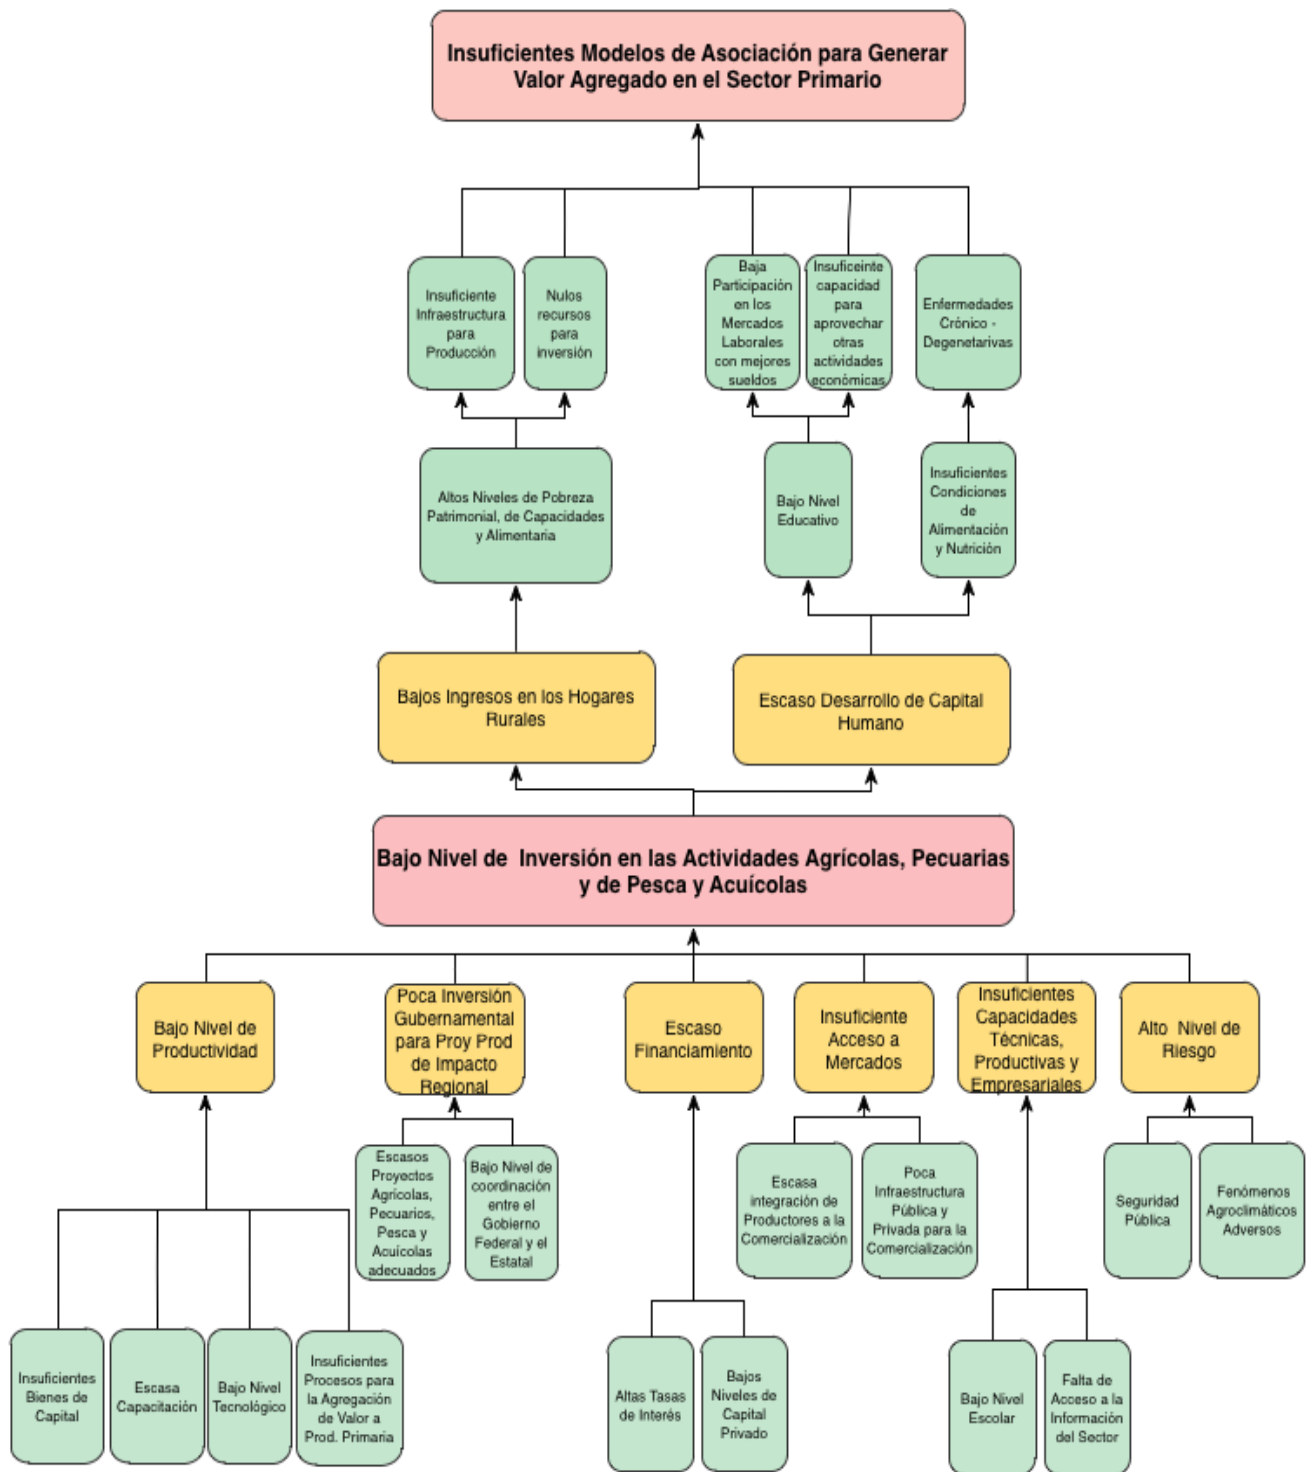 Insuficientes Modelos de Asociación para Generar
Valor Agregado en el Sector Primario
Insuficiente
Infraestructura
para
Producción
Nulos
recursos
para
inversión
Baja
Participación
en los
Mercados
Laborales
con mejores
sueldos
Insuficeinte
capacidad
para
aprovechar
otras
actividades
económicas
Enfermedades
Crónico -
Degenetarivas
Altos Niveles de Pobreza
Patrimonial, de Capacidades
y Alimentaria
Bajo Nivel
Educativo
Insuficientes
Condiciones
de
Alimentación
y Nutrición
Bajos Ingresos en los Hogares
Rurales
Escaso Desarrollo de Capital
Humano
Bajo Nivel de  Inversión en las Actividades Agrícolas, Pecuarias
y de Pesca y Acuícolas
Bajo Nivel de
Productividad
Poca Inversión
Gubernamental
para Proy Prod
de Impacto
Regional
Escaso
Financiamiento
Insuficiente
Acceso a
Mercados
Insuficientes
Capacidades
Técnicas,
Productivas y
Empresariales
Alto  Nivel de
Riesgo
Escasos
Proyectos
Agrícolas,
Pecuarios,
Pesca y
Acuícolas
adecuados
Bajo Nivel de
coordinación
entre el
Gobierno
Federal y el
Estatal
Escasa
integración de
Productores a la
Comercialización
Poca
Infraestructura
Pública y
Privada para la
Comercialización
Seguridad
Pública
Fenómenos
Agroclimáticos
Adversos
Insuficientes
Bienes de
Capital
Escasa
Capacitación
Bajo Nivel
Tecnológico
Insuficientes
Procesos para
la Agregación
de Valor a
Prod. Primaria
Altas Tasas
de Interés
Bajos
Niveles de
Capital
Privado
Bajo Nivel
Escolar
Falta de
Acceso a la
Información
del Sector